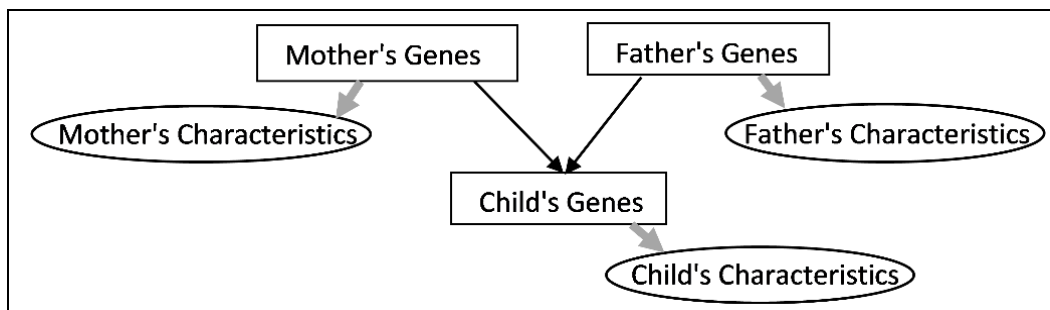 Mother's Genes
Father's Genes
Mother's Characteristics
Father's Characteristics
Child's Genes
Child's Characteristics